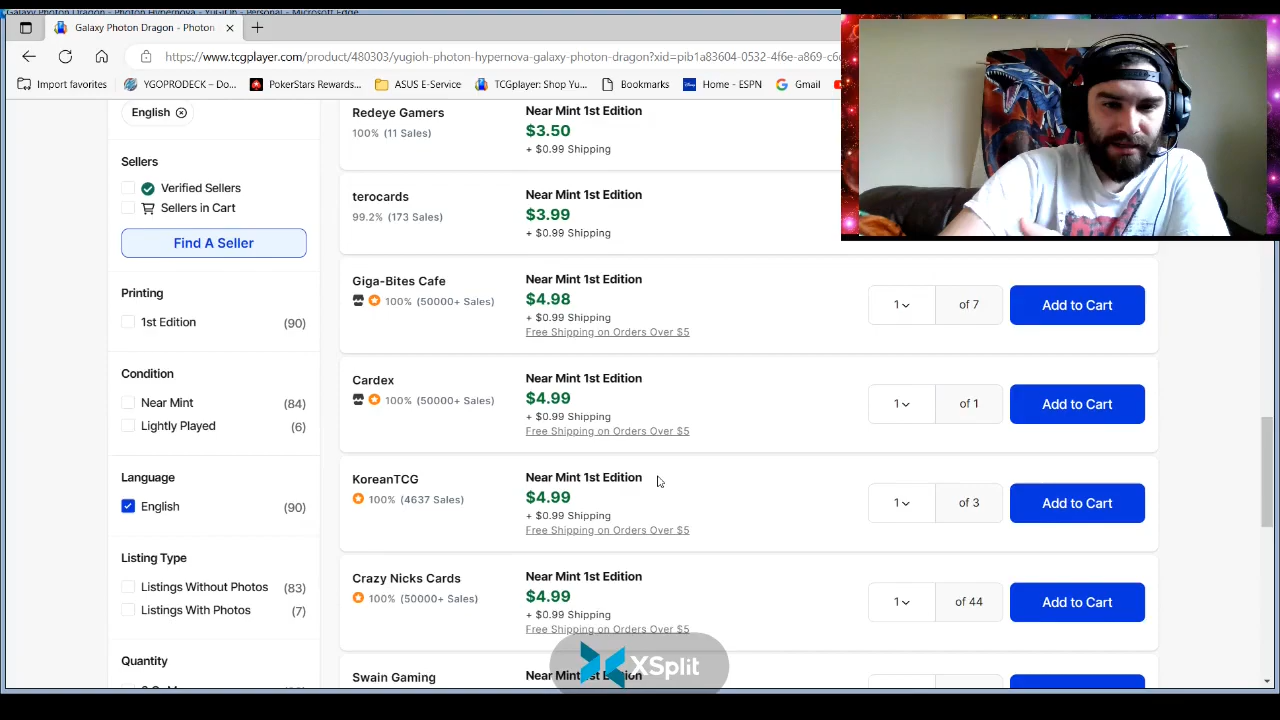 Galaxy Photon Dragon - Photon Hypernova - YuGiOh - Personal - Microsoft Edge
Galaxy Photon Dragon - Photon
https://www.tcgplayer.com/product/480303/yugioh-photon-hypernova-galaxy-photon-dragon?xid=pib1a83604-0532-4f6e-a869-c6
Import favorites
YGOPRODECK – Do...
PokerStars Rewards...
ASUS E-Service
TCGplayer: Shop Yu...
Bookmarks
Home - ESPN
Gmail
English
Sellers
Verified Sellers
Sellers in Cart
Find A Seller
Printing
1st Edition (90)
Condition
Near Mint (84)
Lightly Played (6)
Language
English (90)
Listing Type
Listings Without Photos (83)
Listings With Photos (7)
Quantity
Redeye Gamers
100% (11 Sales)
Near Mint 1st Edition
$3.50
+ $0.99 Shipping
terocards
99.2% (173 Sales)
Near Mint 1st Edition
$3.99
+ $0.99 Shipping
Giga-Bites Cafe
100% (50000+ Sales)
Near Mint 1st Edition
$4.98
+ $0.99 Shipping
Free Shipping on Orders Over $5
1 of 7
Add to Cart
Cardex
100% (50000+ Sales)
Near Mint 1st Edition
$4.99
+ $0.99 Shipping
Free Shipping on Orders Over $5
1 of 1
Add to Cart
KoreanTCG
100% (4637 Sales)
Near Mint 1st Edition
$4.99
+ $0.99 Shipping
Free Shipping on Orders Over $5
1 of 3
Add to Cart
Crazy Nicks Cards
100% (50000+ Sales)
Near Mint 1st Edition
$4.99
+ $0.99 Shipping
Free Shipping on Orders Over $5
1 of 44
Add to Cart
Swain Gaming
Near Mint 1st Edition
XSplit